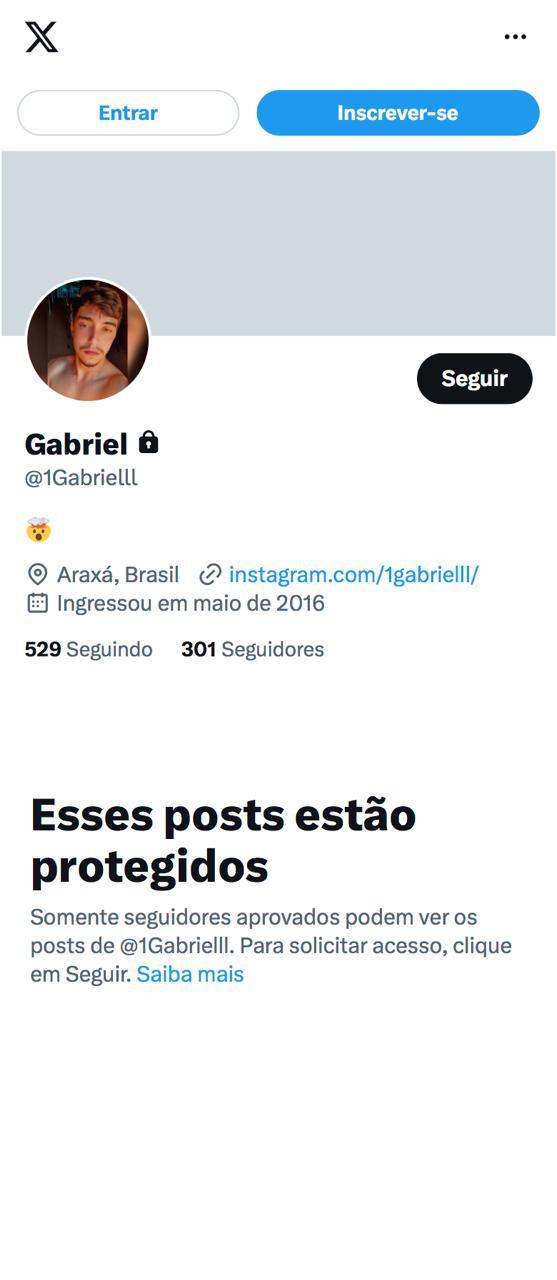 Entrar
Inscrever-se
Seguir
Gabriel
@1Gabrielll
Araxá, Brasil instagram.com/1gabrielll/
Ingressou em maio de 2016
529 Seguindo 301 Seguidores
Esses posts estão
protegidos
Somente seguidores aprovados podem ver os
posts de @1Gabrielll. Para solicitar acesso, clique
em Seguir. Saiba mais